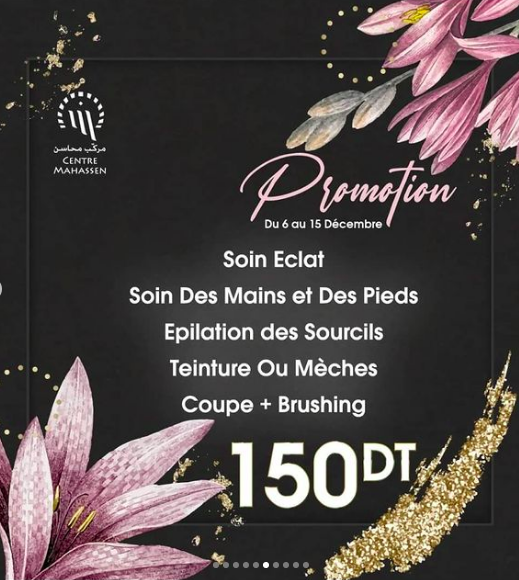 مركب محاسن
CENTRE
MAHASSEN
Promotion
Du 6 au 15 Décembre
Soin Eclat
Soin Des Mains et Des Pieds
Epilation des Sourcils
Teinture Ou Mèches
Coupe + Brushing
150DT